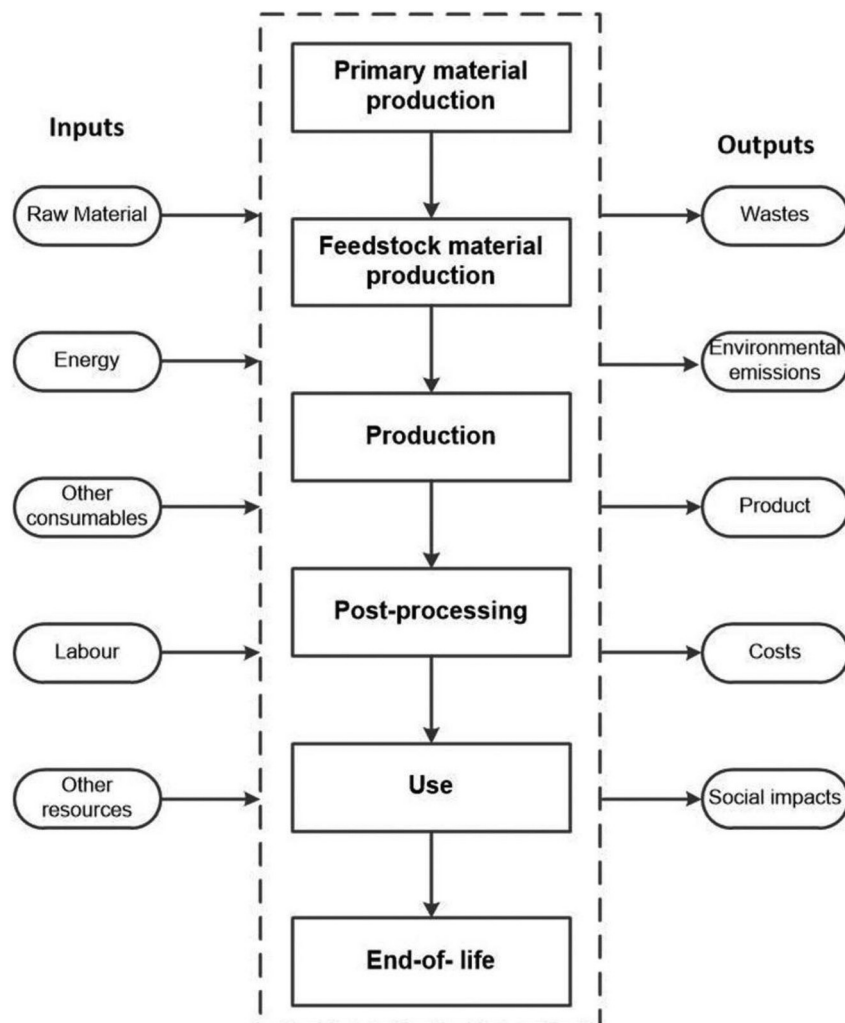 Inputs
Raw Material
Energy
Other
consumables
Labour
Other
resources
Primary material
production
Feedstock material
production
Production
Post-processing
Use
End-of- life
Outputs
Wastes
Environmental
emissions
Product
Costs
Social impacts